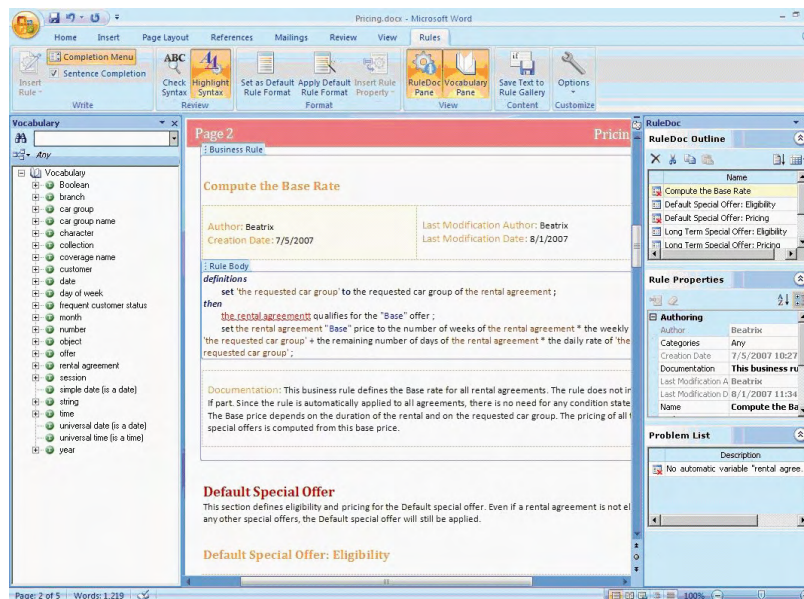 Pricing.docx - Microsoft Word
Home Insert Page Layout References Mailings Review View Rules
Insert Rule
Completion Menu
Sentence Completion
Write
ABC
Check Syntax
Highlight Syntax
Review
Set as Default Rule Format
Apply Default Rule Format
Insert Rule Property
Format
RuleDoc Pane
Vocabulary Pane
View
Save Text to Rule Gallery
Content
Options
Customize
Vocabulary
Any
Vocabulary
Boolean
branch
car group
car group name
character
collection
coverage name
customer
date
day of week
frequent customer status
month
number
object
offer
rental agreement
session
simple date (is a date)
string
time
universal date (is a date)
universal time (is a time)
year
Page 2 Pricin
Business Rule
Compute the Base Rate
Author: Beatrix
Creation Date: 7/5/2007
Last Modification Author: Beatrix
Last Modification Date: 8/1/2007
Rule Body
definitions
set 'the requested car group' to the requested car group of the rental agreement ;
then
the rental agreementt qualifies for the "Base" offer ;
set the rental agreement "Base" price to the number of weeks of the rental agreement * the weekly
'the requested car group' + the remaining number of days of the rental agreement * the daily rate of 'the
requested car group' ;
Documentation: This business rule defines the Base rate for all rental agreements. The rule does not in
If part. Since the rule is automatically applied to all agreements, there is no need for any condition state
The Base price depends on the duration of the rental and on the requested car group. The pricing of all
special offers is computed from this base price.
Default Special Offer
This section defines eligibility and pricing for the Default special offer. Even if a rental agreement is not el
any other special offers, the Default special offer will still be applied.
Default Special Offer: Eligibility
RuleDoc
RuleDoc Outline
Name
Compute the Base Rate
Default Special Offer: Eligibility
Default Special Offer: Pricing
Long Term Special Offer: Eligibility
Long Term Special Offer: Pricing
Rule Properties
Authoring
Author Beatrix
Categories Any
Creation Date 7/5/2007 10:27
Documentation This business ru
Last Modification A Beatrix
Last Modification D 8/1/2007 11:34
Name Compute the Ba
Problem List
Description
No automatic variable "rental agree.
Page: 2 of 5 Words: 1,219 100%